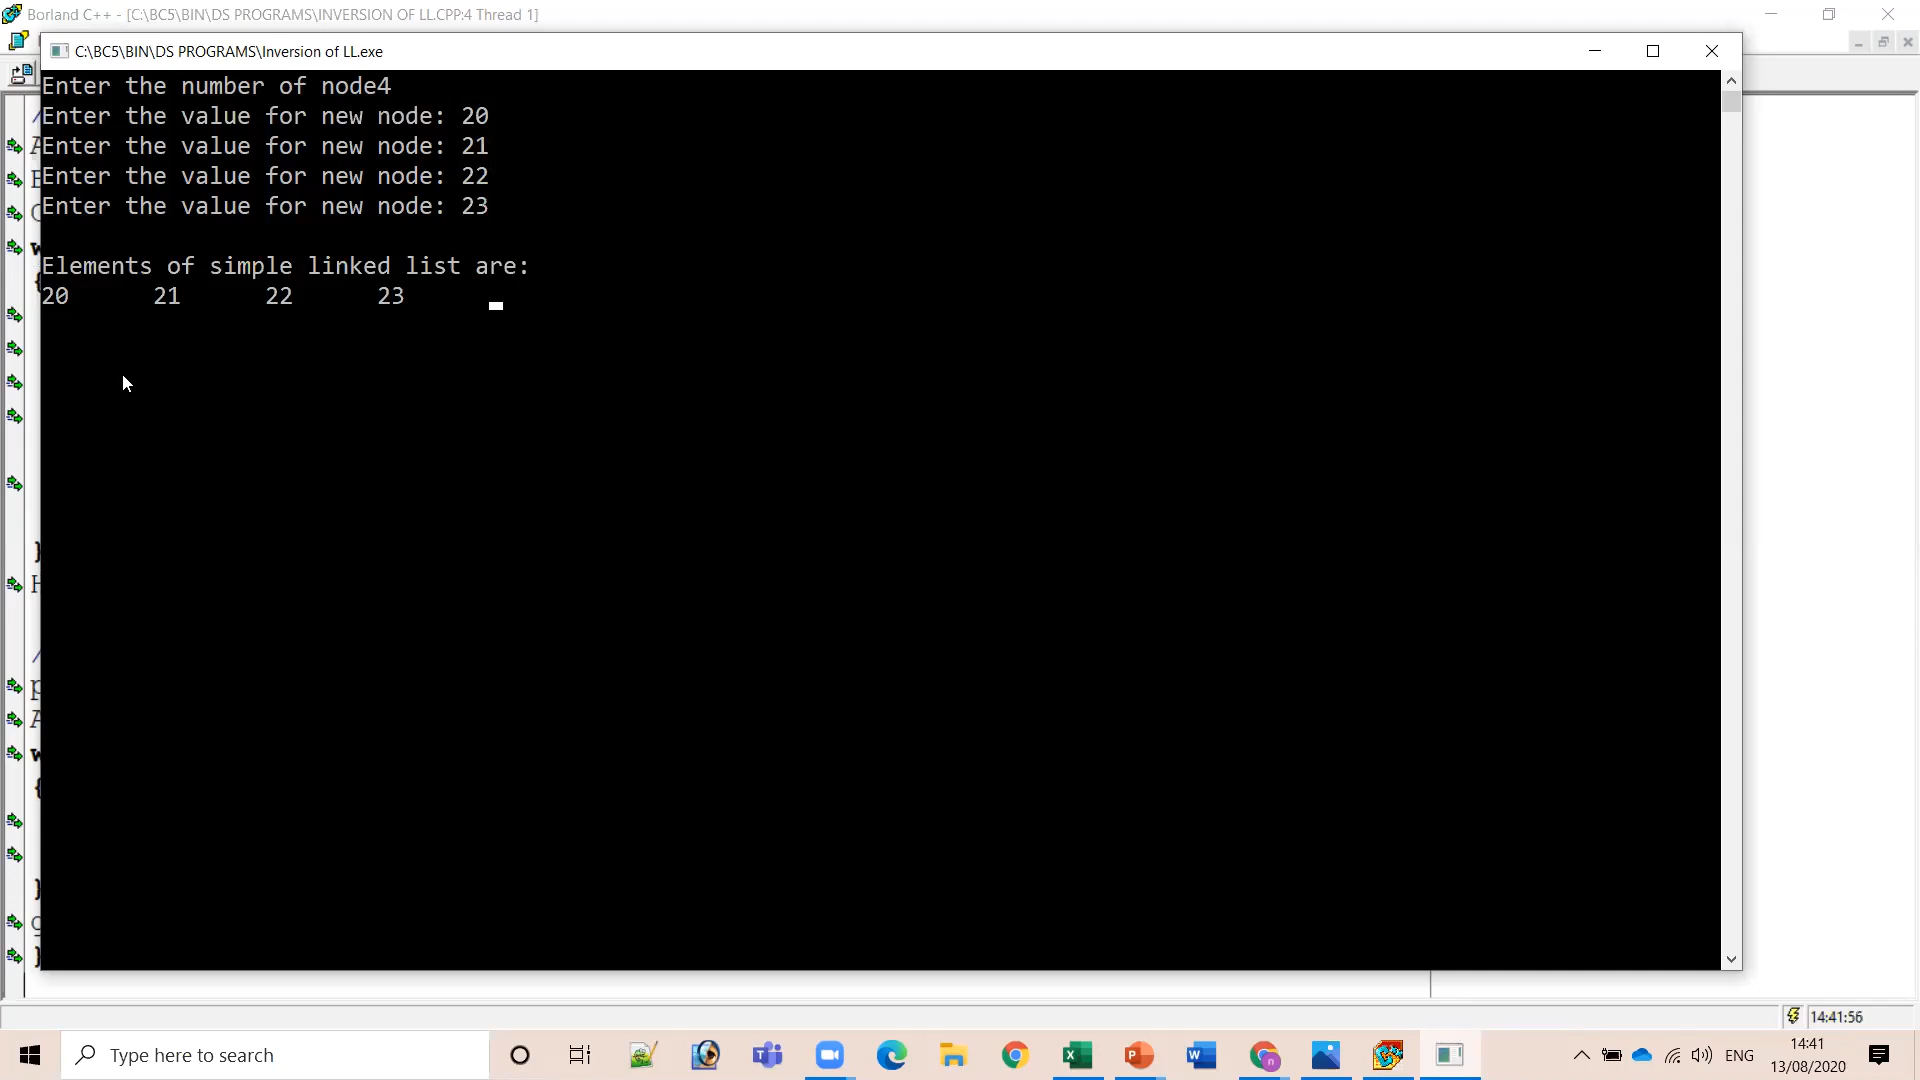 Borland C++ - [C:\BC5\BIN\DS PROGRAMS\INVERSION OF LL.CPP:4 Thread 1]
C:\BC5\BIN\DS PROGRAMS\Inversion of LL.exe
Enter the number of node4
Enter the value for new node: 20
Enter the value for new node: 21
Enter the value for new node: 22
Enter the value for new node: 23
Elements of simple linked list are:
20 21 22 23
14:41:56
Type here to search
ENG
14:41
13/08/2020